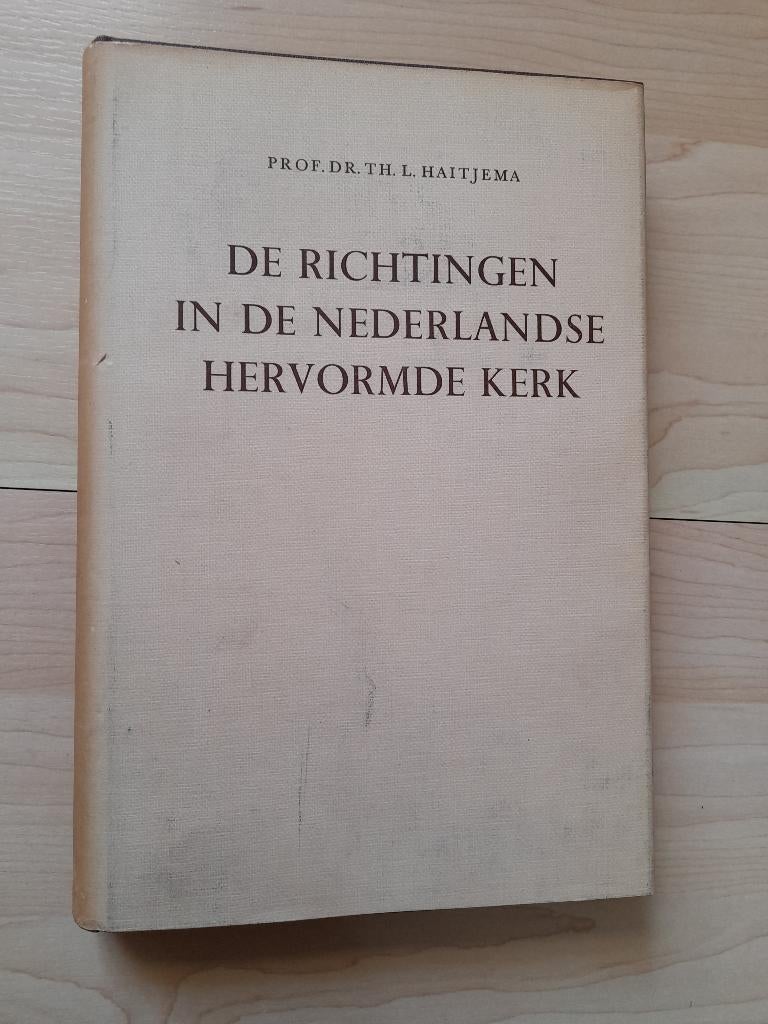 PROF. DR. TH. L. HAITJEMA
DE RICHTINGEN
IN DE NEDERLANDSE
HERVORMDE KERK